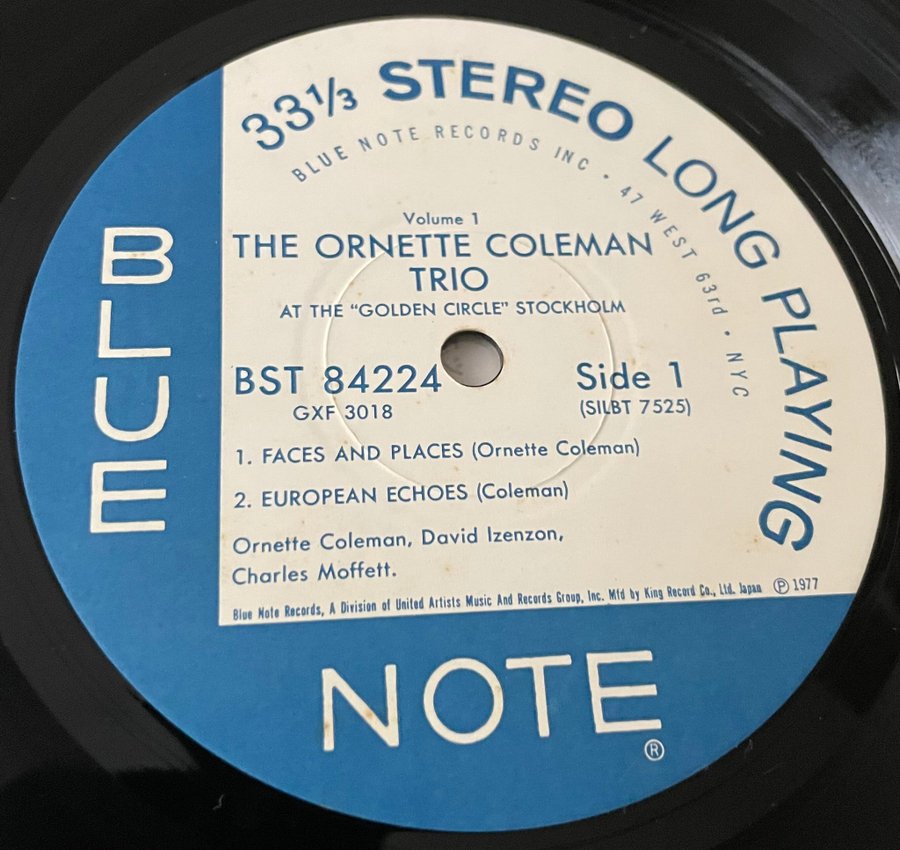 33⅓ STEREO LONG PLAYING
BLUE NOTE RECORDS INC • 47 WEST 63rd • NYC
Volume 1
THE ORNETTE COLEMAN
TRIO
AT THE "GOLDEN CIRCLE" STOCKHOLM
BST 84224
Side 1
GXF 3018
(SILBT 7525)
1. FACES AND PLACES (Ornette Coleman)
2. EUROPEAN ECHOES (Coleman)
Ornette Coleman, David Izenzon,
Charles Moffett.
Blue Note Records, A Division of United Artists Music And Records Group, Inc. Mfd by King Record Co., Ltd. Japan ℗ 1977
BLUE
NOTE
®